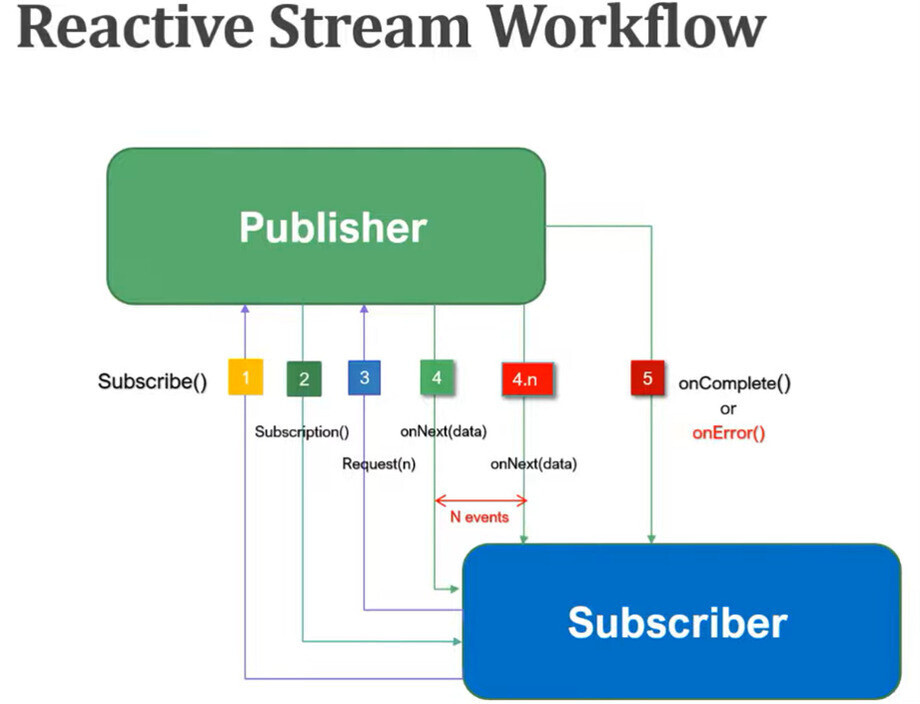 Reactive Stream Workflow
Publisher
Subscribe()
1
2
3
4
4.n
5
onComplete()
or
onError()
Subscription()
onNext(data)
Request(n)
onNext(data)
N events
Subscriber